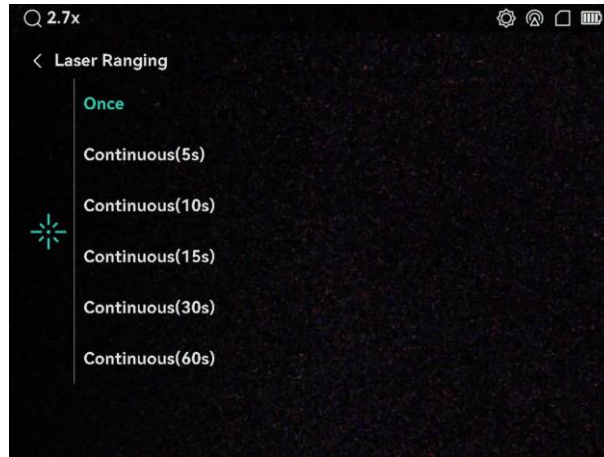 2.7x
Laser Ranging
Once
Continuous(5s)
Continuous(10s)
Continuous(15s)
Continuous(30s)
Continuous(60s)